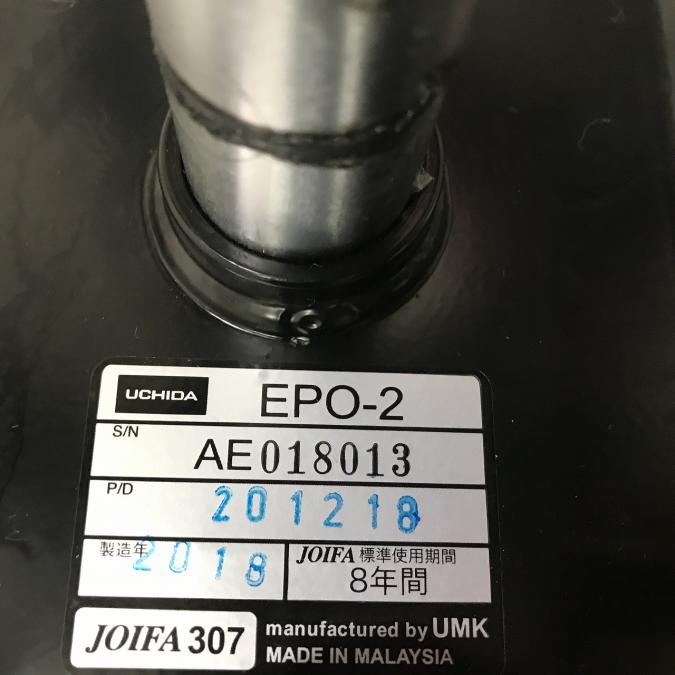 UCHIDA EPO-2
S/N
AE018013
P/D
201218
製造年 2018
JOIFA 標準使用期間
8年間
JOIFA 307
manufactured by UMK
MADE IN MALAYSIA